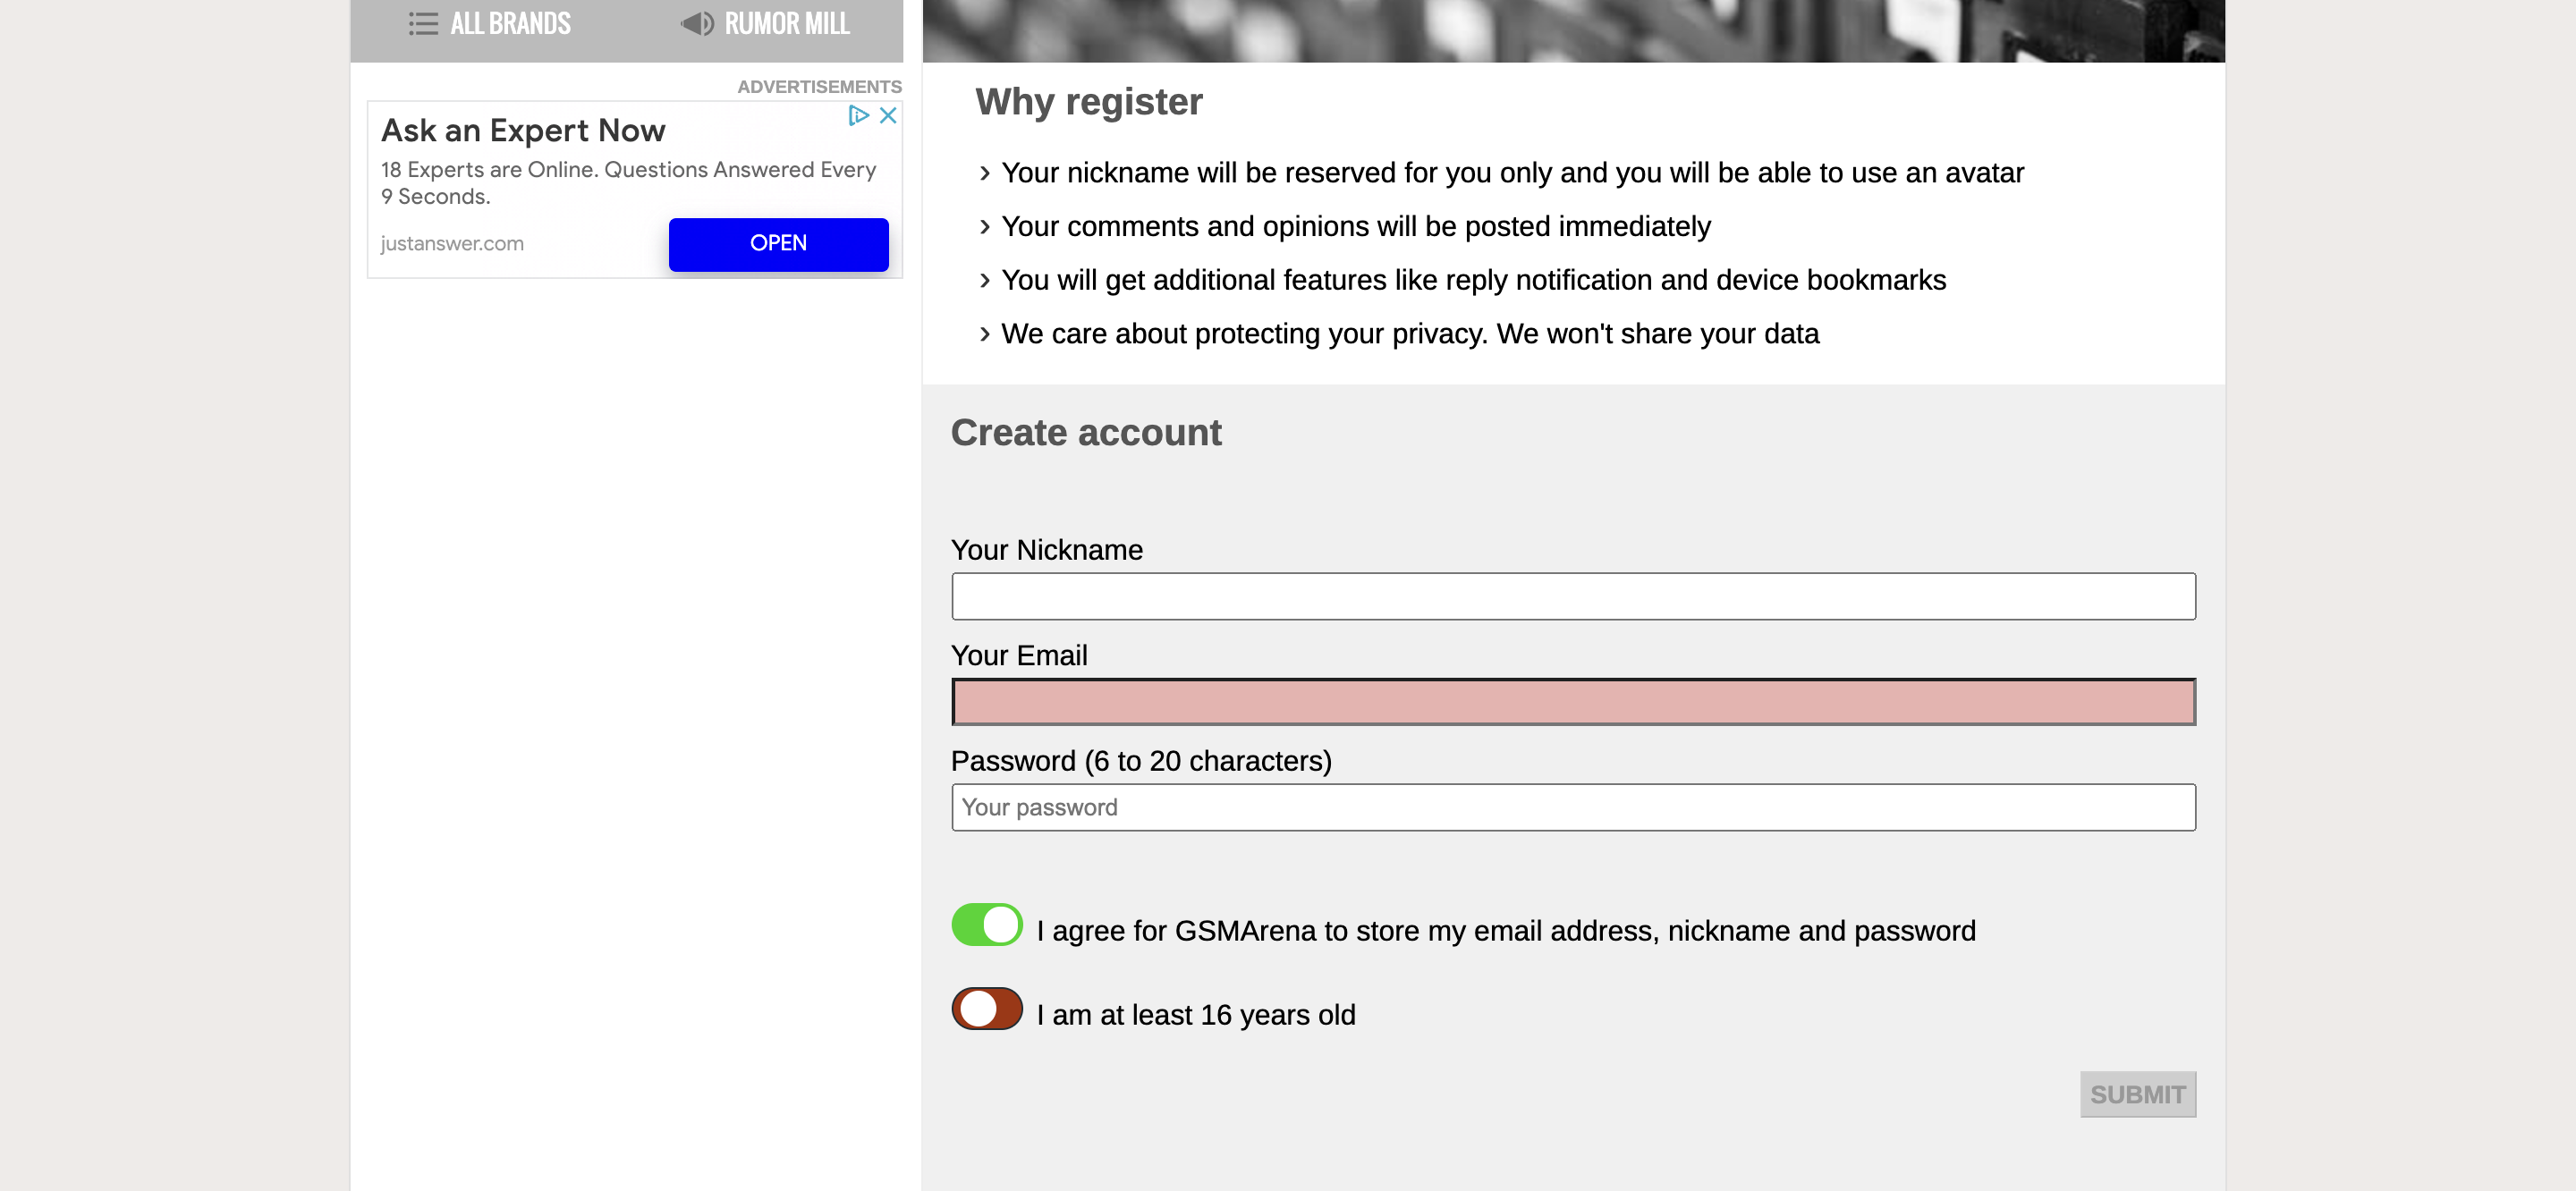 ALL BRANDS
RUMOR MILL
ADVERTISEMENTS
Ask an Expert Now
18 Experts are Online. Questions Answered Every
9 Seconds.
justanswer.com
OPEN
Why register
Your nickname will be reserved for you only and you will be able to use an avatar
Your comments and opinions will be posted immediately
You will get additional features like reply notification and device bookmarks
We care about protecting your privacy. We won't share your data
Create account
Your Nickname
Your Email
Password (6 to 20 characters)
Your password
I agree for GSMArena to store my email address, nickname and password
I am at least 16 years old
SUBMIT